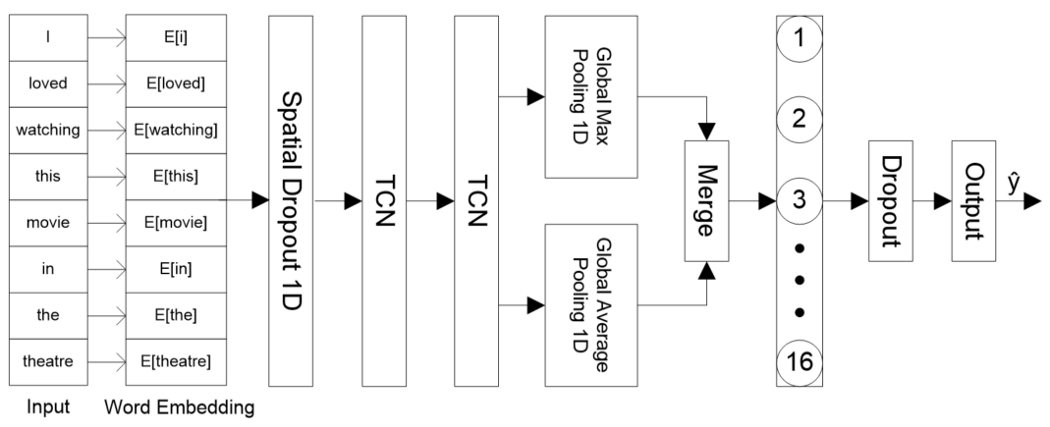 I
E[i]
loved
E[loved]
watching
E[watching]
this
E[this]
movie
E[movie]
in
E[in]
the
E[the]
theatre
E[theatre]
Input
Word Embedding
Spatial Dropout 1D
TCN
TCN
Global Max
Pooling 1D
Global Average
Pooling 1D
Merge
1
2
3
16
Dropout
Output
ŷ